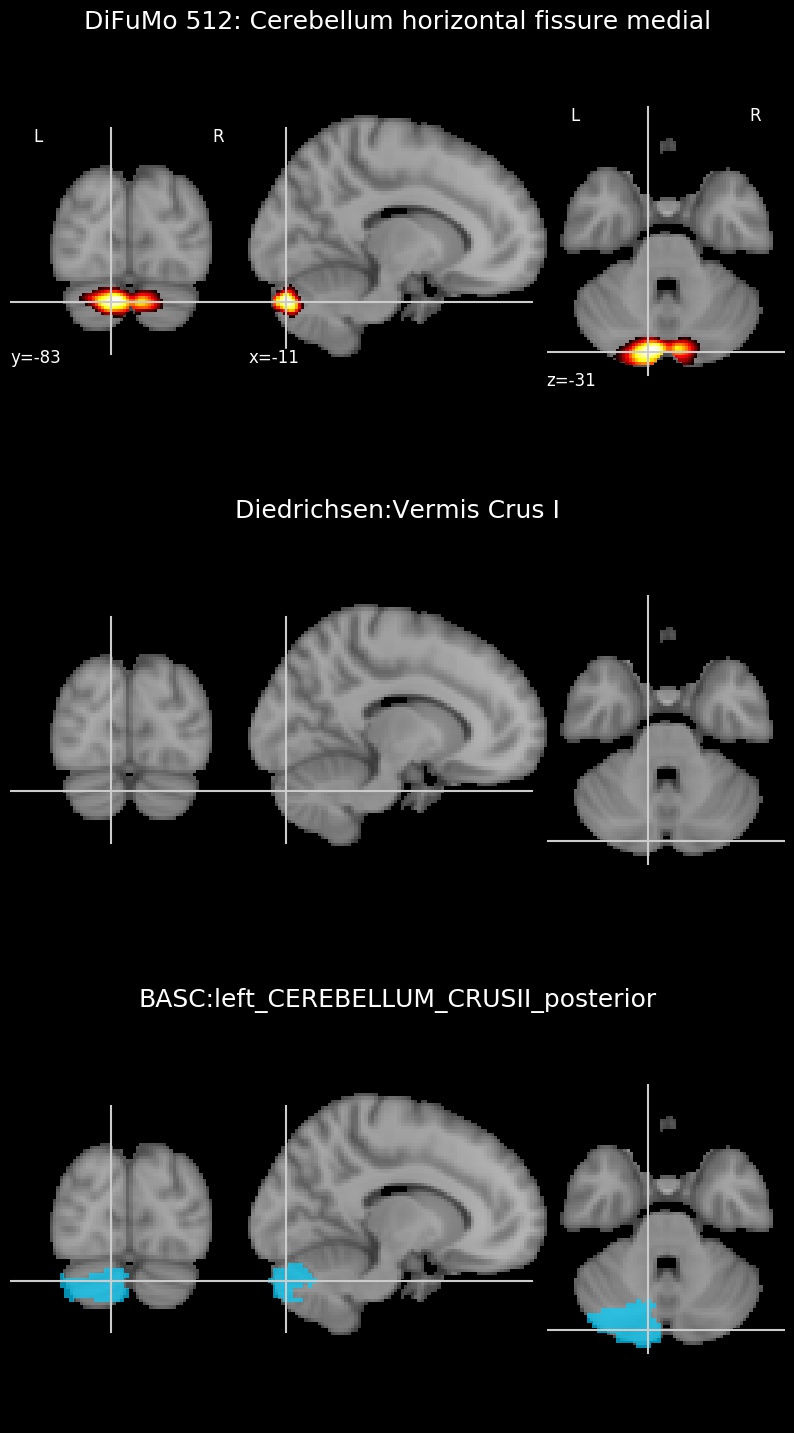 DiFuMo 512: Cerebellum horizontal fissure medial
L R L R
y=-83 x=-11 z=-31
Diedrichsen:Vermis Crus I
BASC:left_CEREBELLUM_CRUSII_posterior